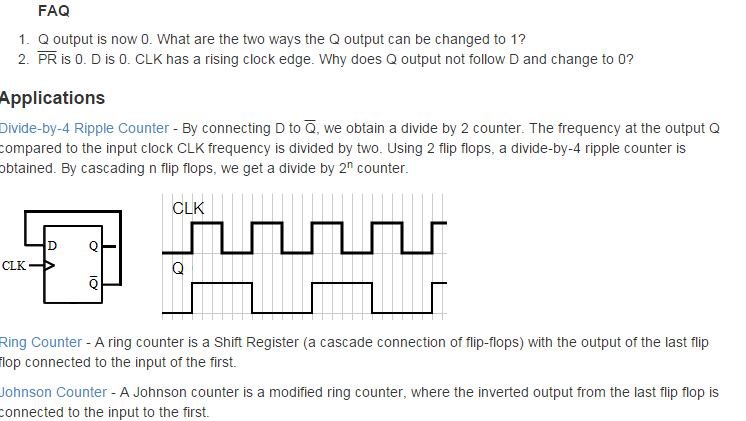 FAQ
1. Q output is now 0. What are the two ways the Q output can be changed to 1?
2. P̅R̅ is 0. D is 0. CLK has a rising clock edge. Why does Q output not follow D and change to 0?
Applications
Divide-by-4 Ripple Counter - By connecting D to Q̅, we obtain a divide by 2 counter. The frequency at the output Q
compared to the input clock CLK frequency is divided by two. Using 2 flip flops, a divide-by-4 ripple counter is
obtained. By cascading n flip flops, we get a divide by 2ⁿ counter.
CLK
D Q
CLK
Q
Q̅
Ring Counter - A ring counter is a Shift Register (a cascade connection of flip-flops) with the output of the last flip
flop connected to the input of the first.
Johnson Counter - A Johnson counter is a modified ring counter, where the inverted output from the last flip flop is
connected to the input to the first.